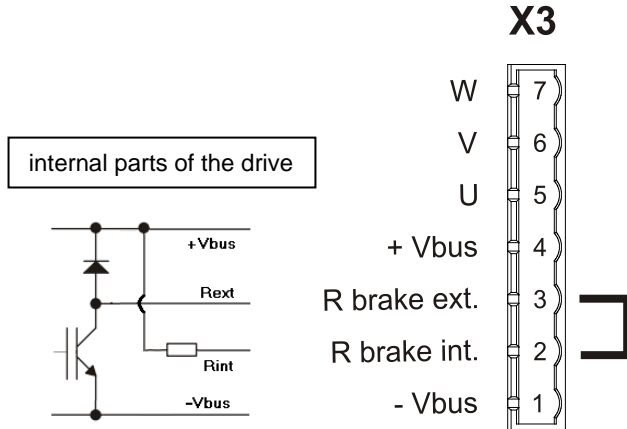 X3
W 7
V 6
internal parts of the drive
U 5
+ Vbus 4
R brake ext. 3
R brake int. 2
- Vbus 1
+Vbus
Rext
Rint
-Vbus